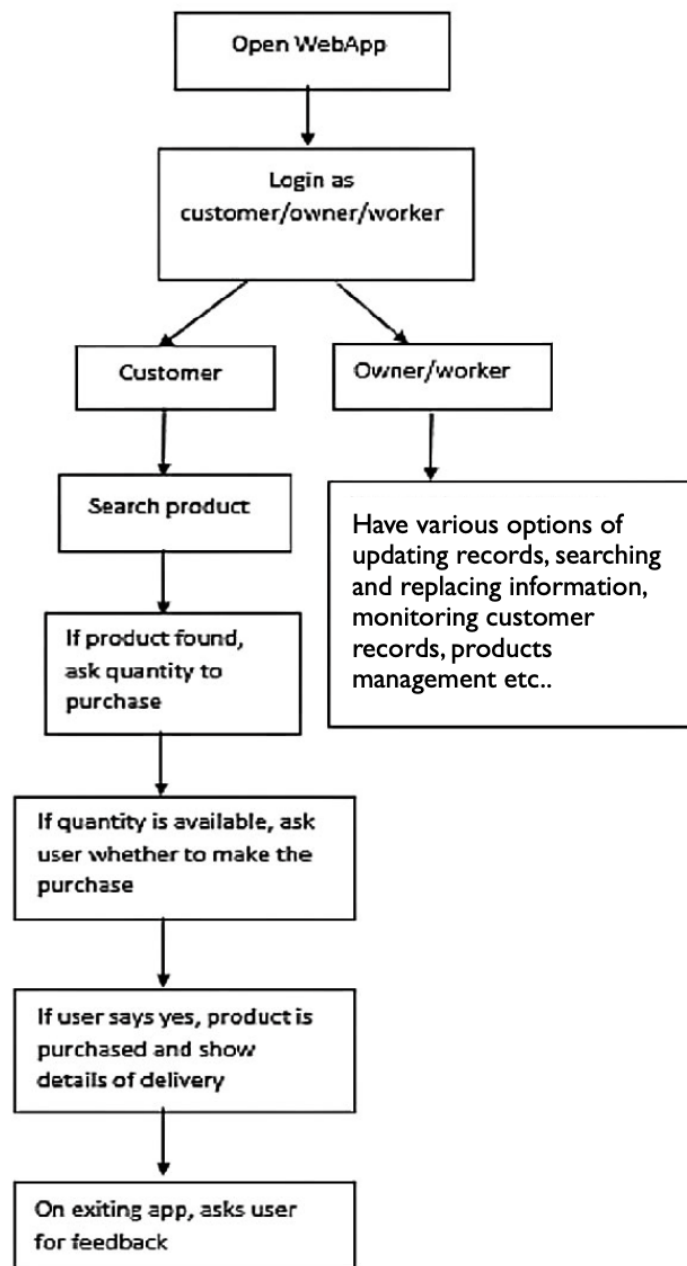 Open WebApp
Login as
customer/owner/worker
Customer
Owner/worker
Search product
Have various options of
updating records, searching
and replacing information,
monitoring customer
records, products
management etc..
If product found,
ask quantity to
purchase
If quantity is available, ask
user whether to make the
purchase
If user says yes, product is
purchased and show
details of delivery
On exiting app, asks user
for feedback